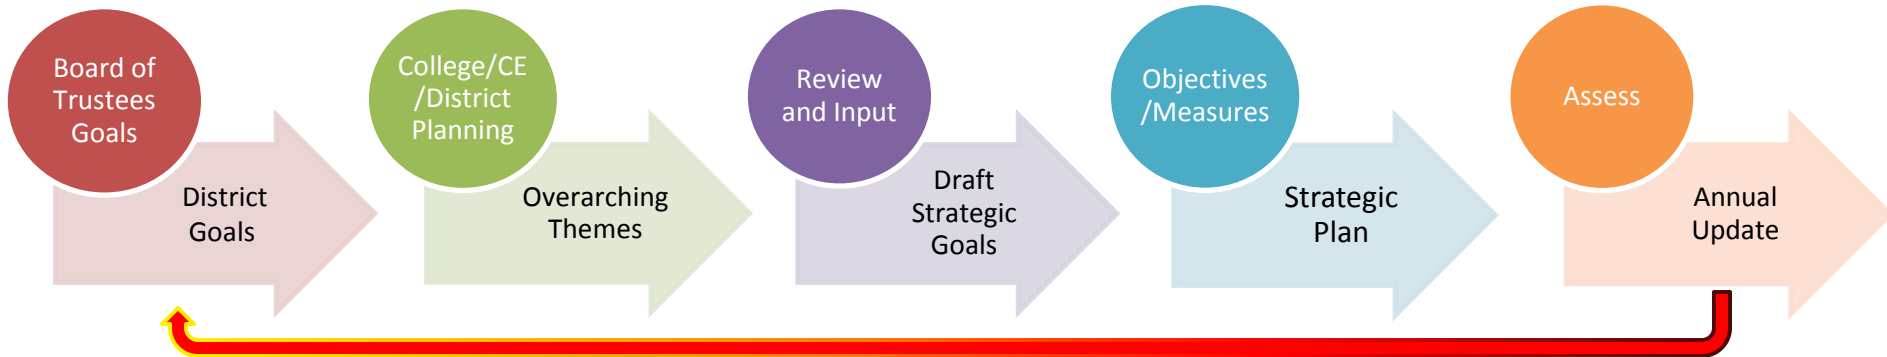 Board of
Trustees
Goals
District
Goals
College/CE
/District
Planning
Overarching
Themes
Review
and Input
Draft
Strategic
Goals
Objectives
/Measures
Strategic
Plan
Assess
Annual
Update